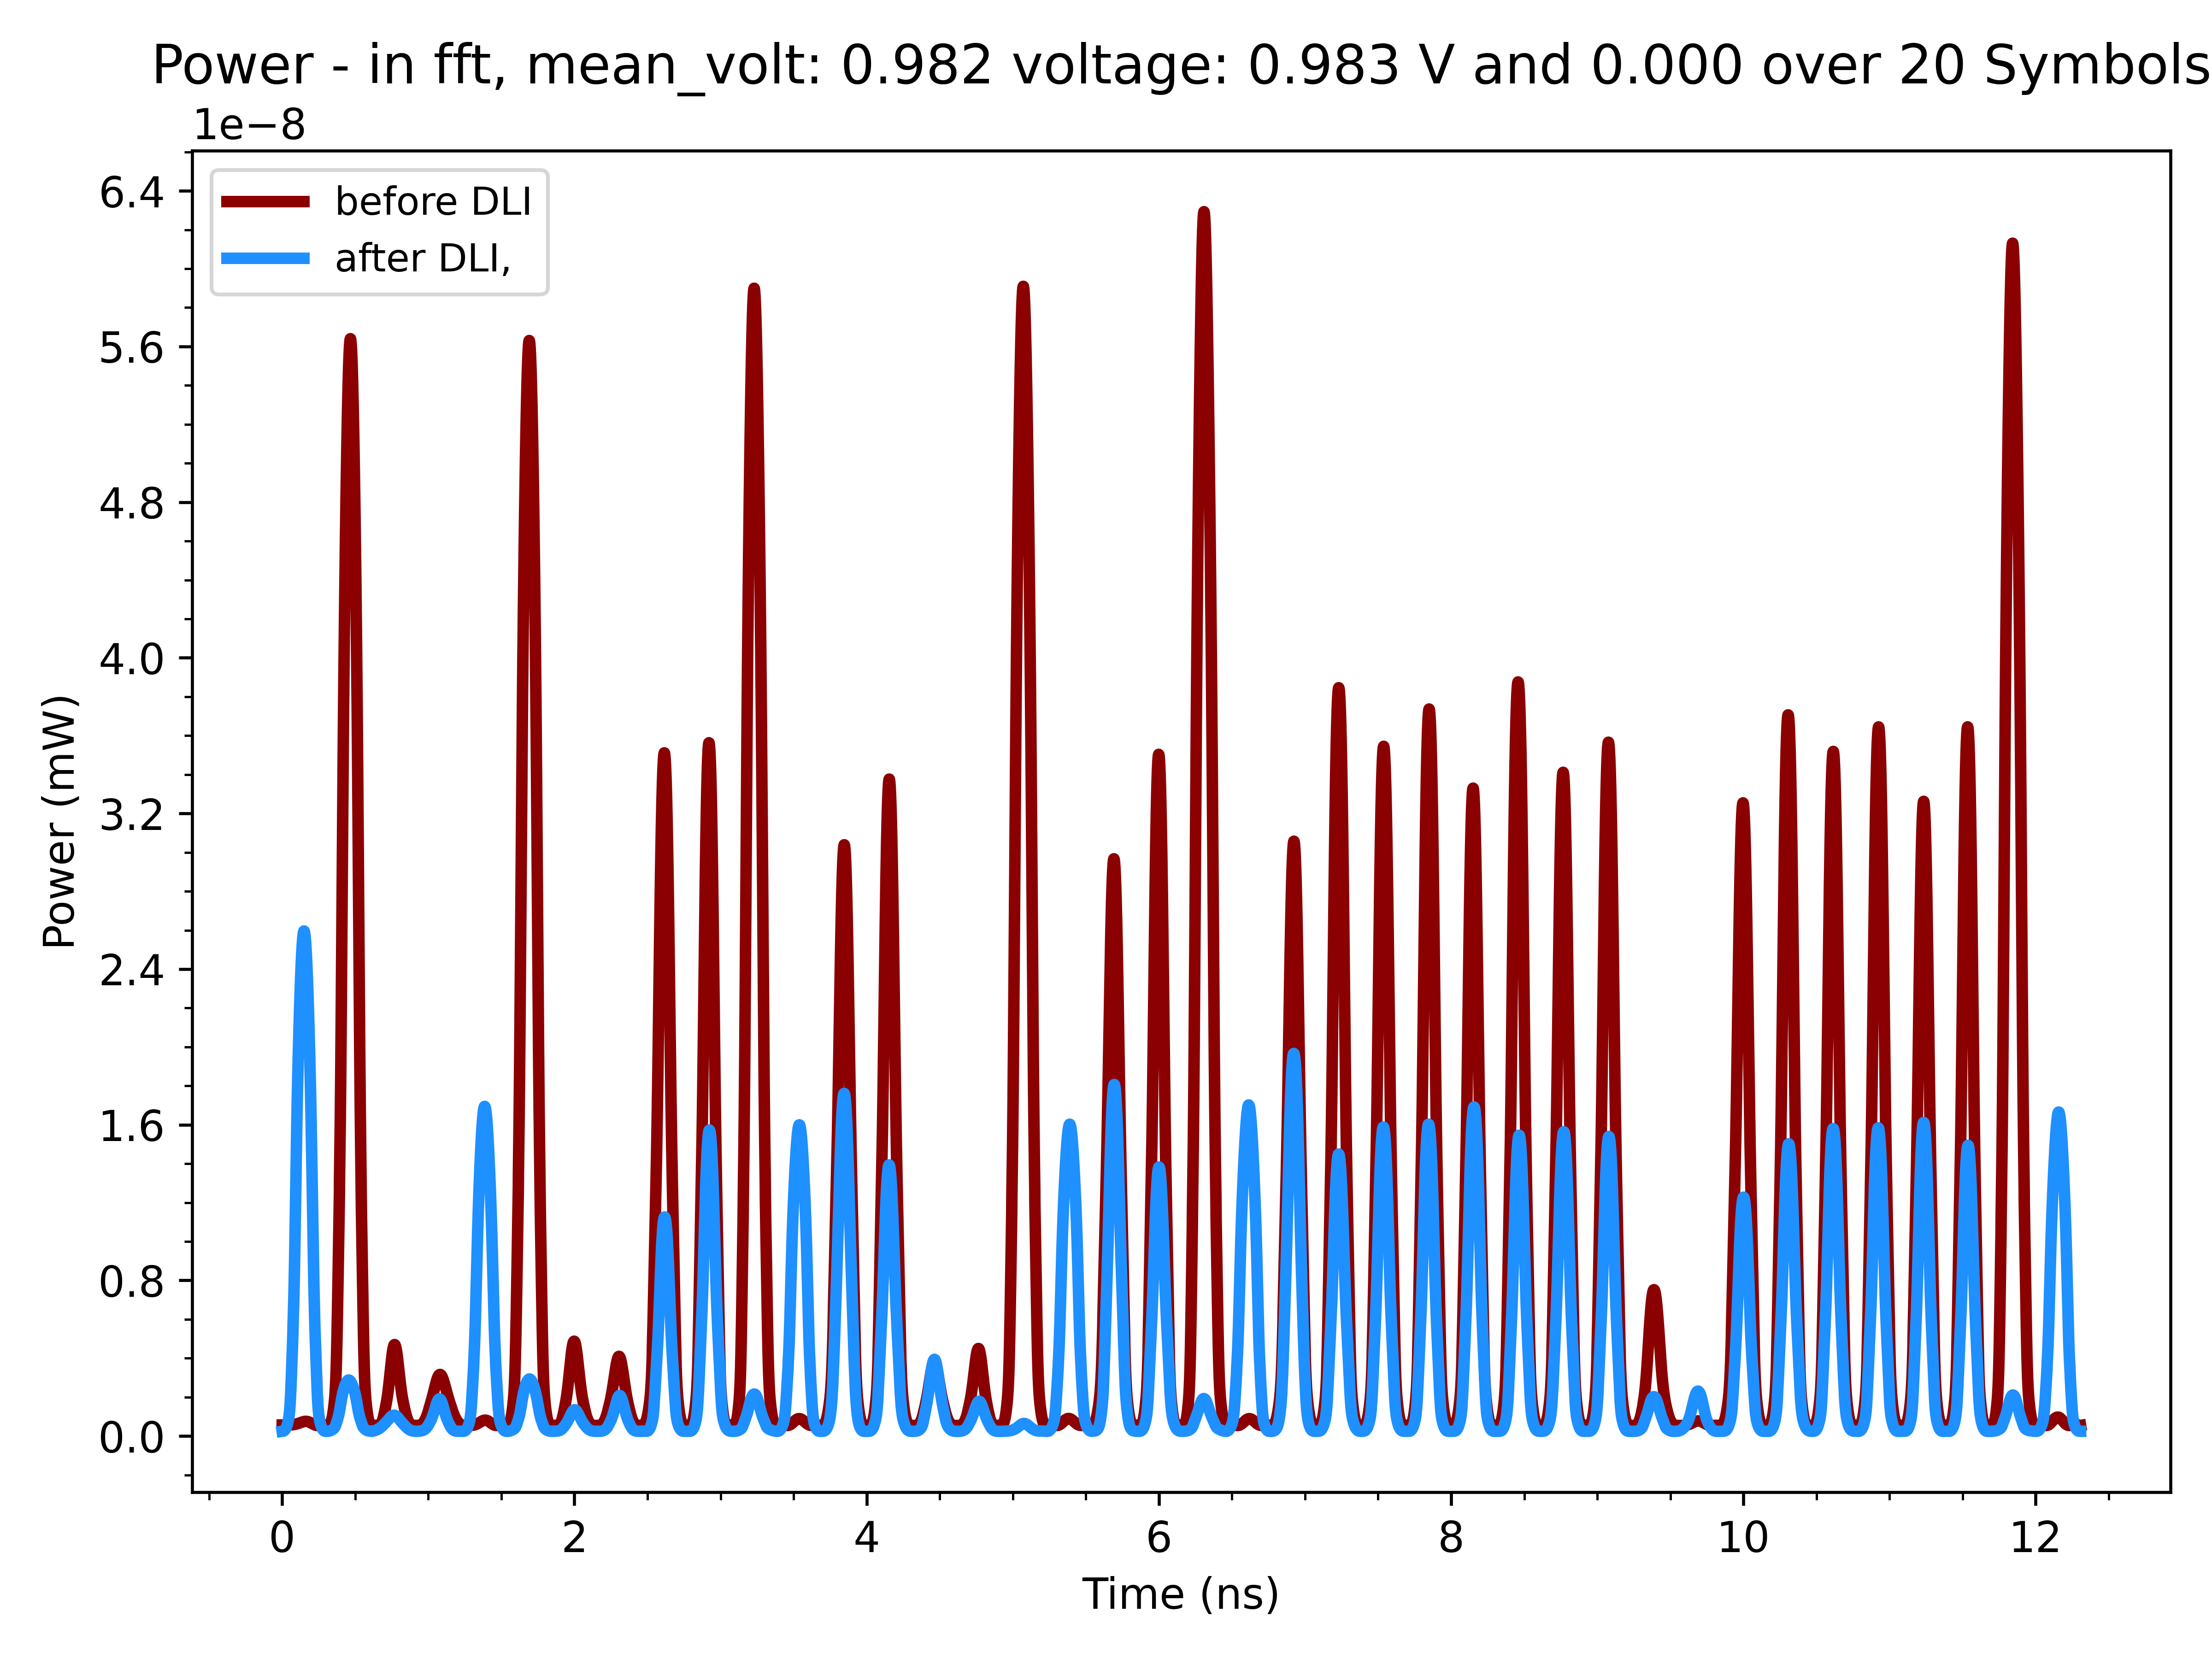 Power - in fft, mean_volt: 0.982 voltage: 0.983 V and 0.000 over 20 Symbols
1e−8
before DLI
after DLI,
6.4
5.6
4.8
4.0
3.2
2.4
1.6
0.8
0.0
Power (mW)
0 2 4 6 8 10 12
Time (ns)